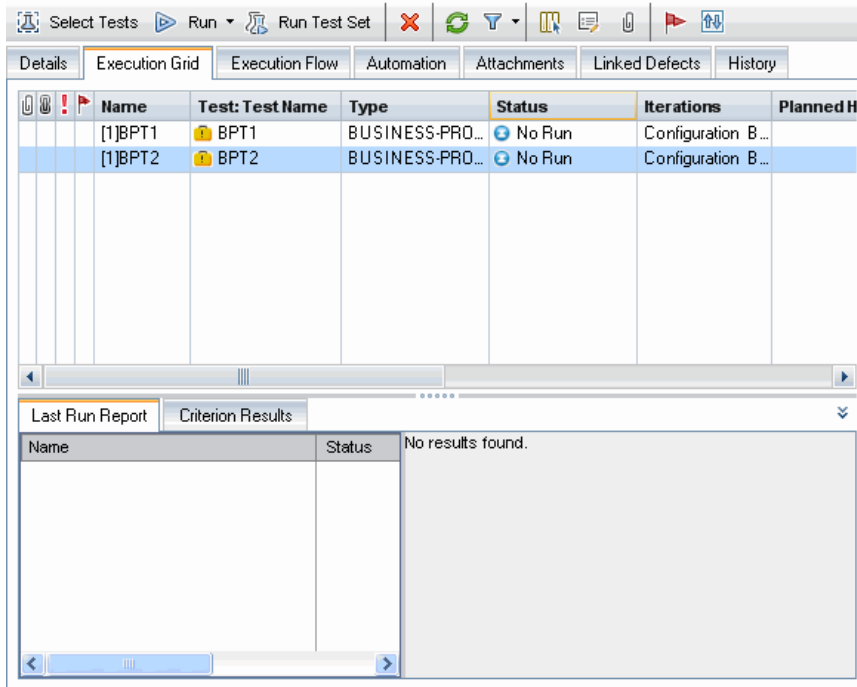 Select Tests Run Run Test Set
Details Execution Grid Execution Flow Automation Attachments Linked Defects History
Name Test: Test Name Type Status Iterations Planned H
[1]BPT1 BPT1 BUSINESS-PRO... No Run Configuration B...
[1]BPT2 BPT2 BUSINESS-PRO... No Run Configuration B...
Last Run Report Criterion Results
Name Status No results found.